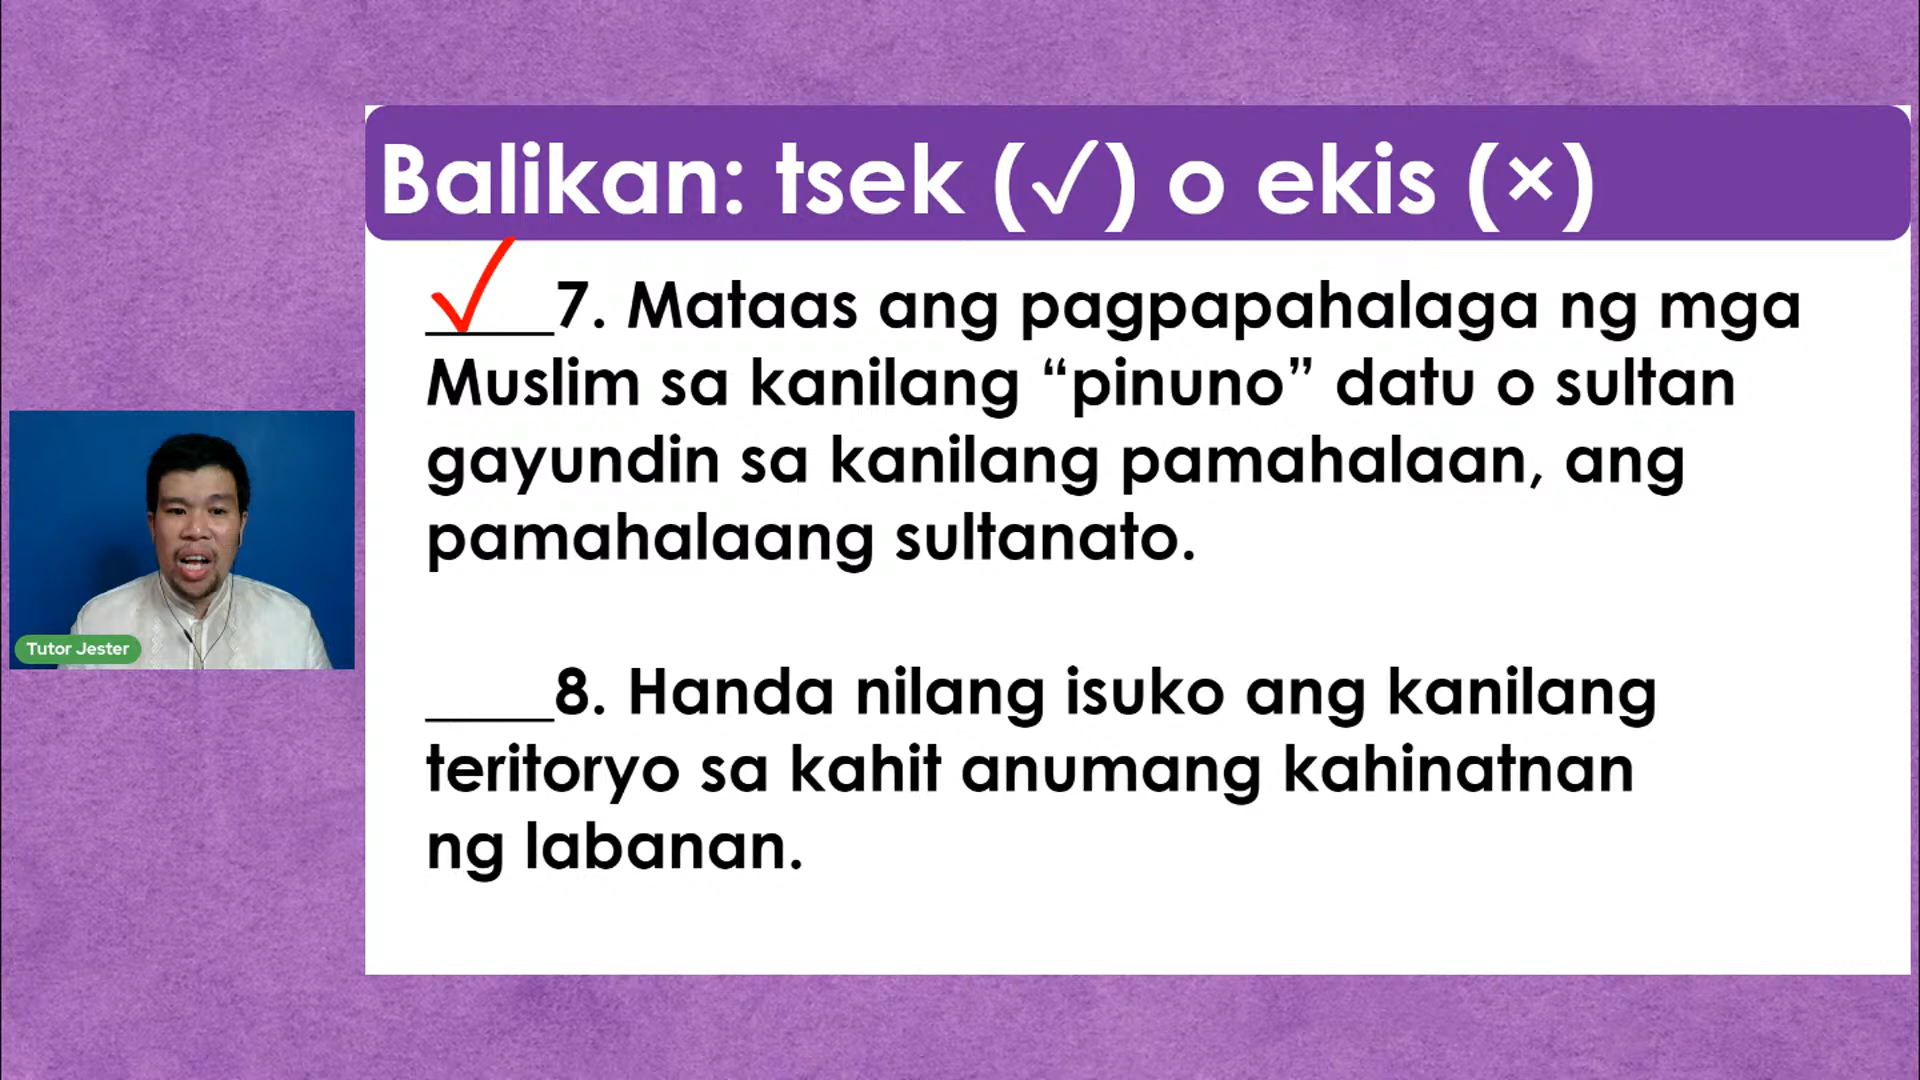 Balikan: tsek (✓) o ekis (×)
✓____7. Mataas ang pagpapahalaga ng mga
Muslim sa kanilang “pinuno” datu o sultan
gayundin sa kanilang pamahalaan, ang
pamahalaang sultanato.
____8. Handa nilang isuko ang kanilang
teritoryo sa kahit anumang kahinatnan
ng labanan.
Tutor Jester